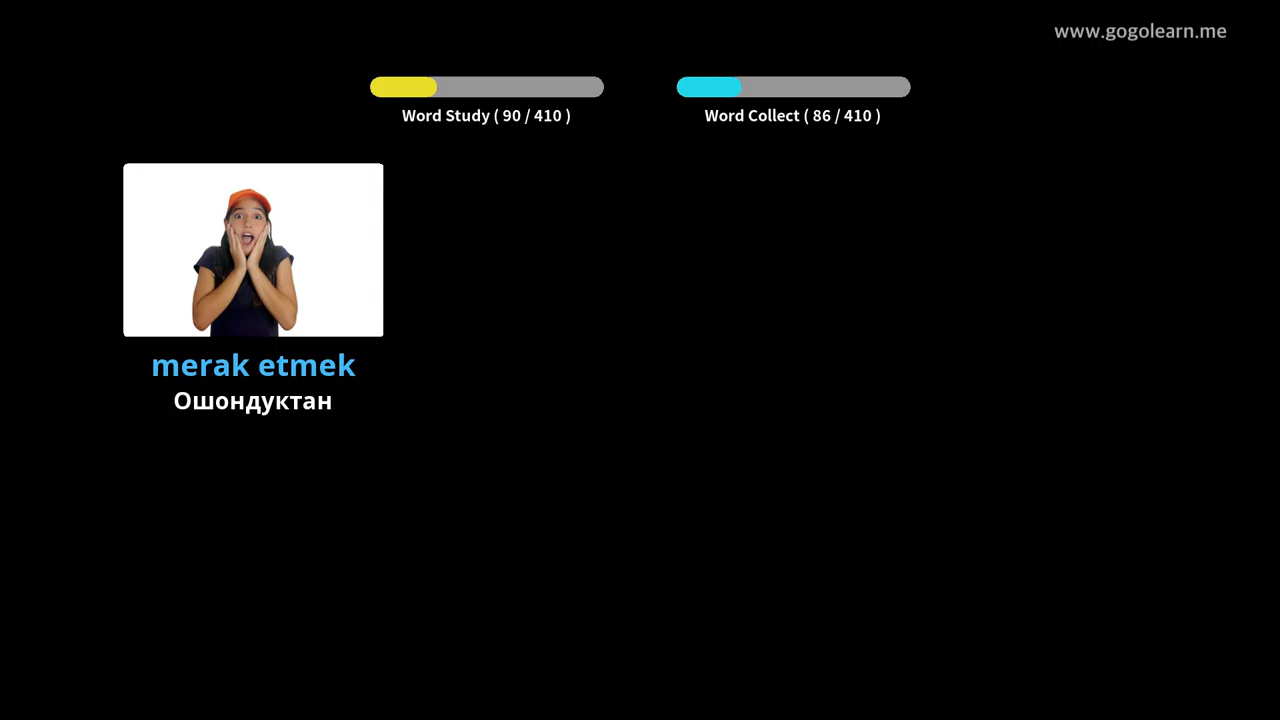 www.gogolearn.me
Word Study ( 90 / 410 )
Word Collect ( 86 / 410 )
merak etmek
Ошондуктан